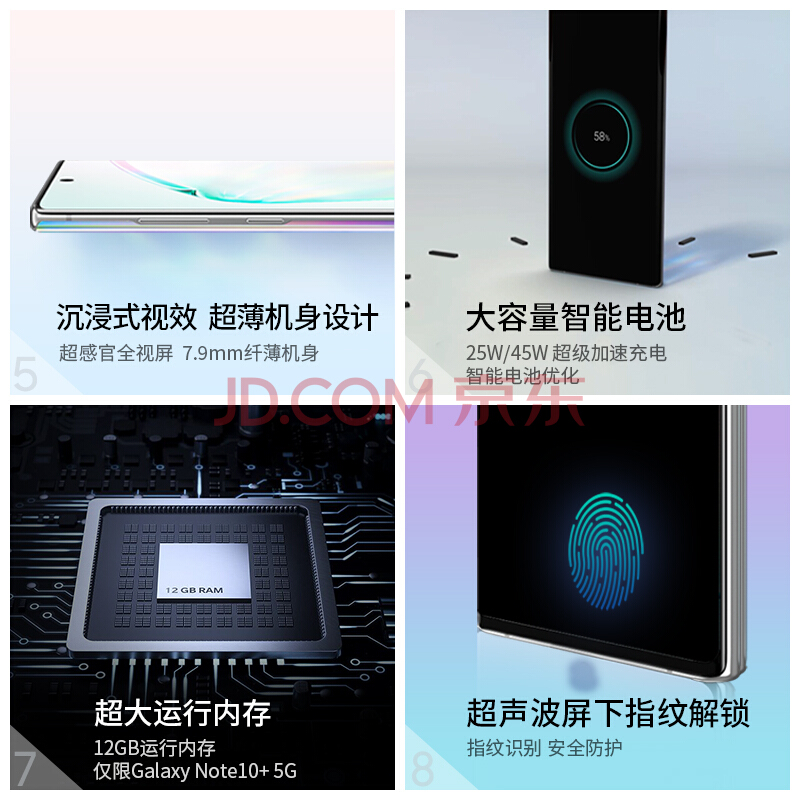 沉浸式视效 超薄机身设计
超感官全视屏 7.9mm纤薄机身
5
58%
大容量智能电池
25W/45W 超级加速充电
智能电池优化
6
JD.COM 京东
12 GB RAM
超大运行内存
12GB运行内存
仅限Galaxy Note10+ 5G
7
超声波屏下指纹解锁
指纹识别 安全防护
8